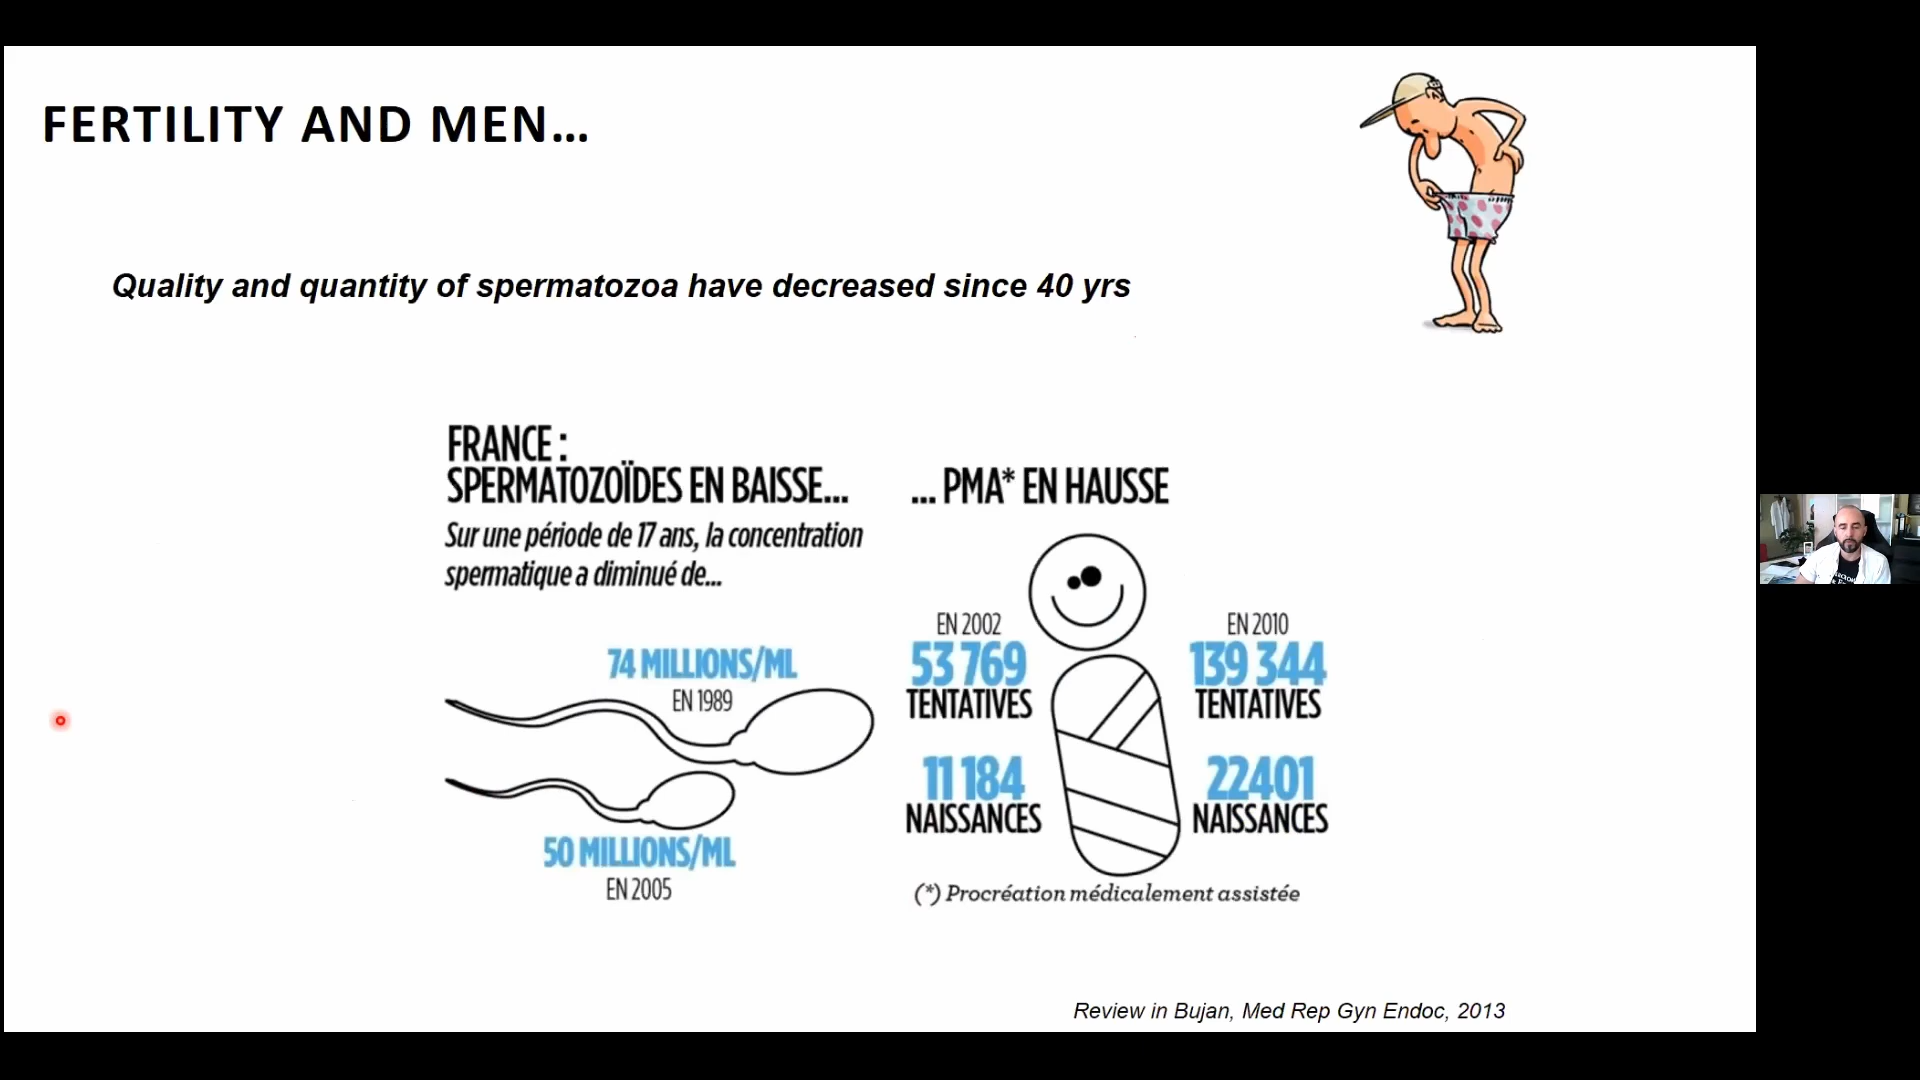 FERTILITY AND MEN...
Quality and quantity of spermatozoa have decreased since 40 yrs
FRANCE :
SPERMATOZOÏDES EN BAISSE...
Sur une période de 17 ans, la concentration
spermatique a diminué de...
74 MILLIONS/ML
EN 1989
50 MILLIONS/ML
EN 2005
... PMA* EN HAUSSE
EN 2002
53 769
TENTATIVES
11 184
NAISSANCES
EN 2010
139 344
TENTATIVES
22401
NAISSANCES
(*) Procréation médicalement assistée
Review in Bujan, Med Rep Gyn Endoc, 2013